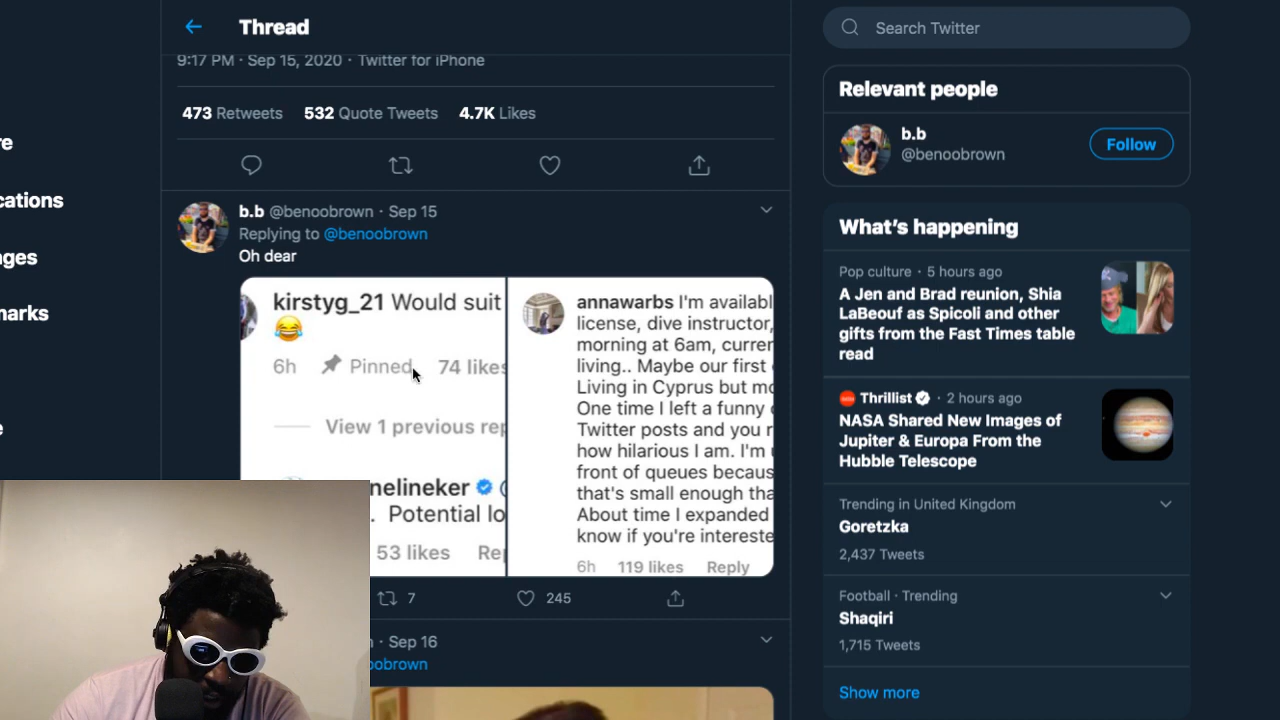 Thread
Search Twitter
9:17 PM · Sep 15, 2020 · Twitter for iPhone
473 Retweets 532 Quote Tweets 4.7K Likes
Relevant people
b.b
@benoobrown
Follow
re
cations
ges
marks
e
b.b @benoobrown · Sep 15
Replying to @benoobrown
Oh dear
kirstyg_21 Would suit
😂
6h Pinned 74 likes
View 1 previous rep
nelineker
. Potential lo
53 likes Rep
annawarbs I'm availabl
license, dive instructor,
morning at 6am, curren
living.. Maybe our first
Living in Cyprus but mo
One time I left a funny
Twitter posts and you r
how hilarious I am. I'm
front of queues becaus
that's small enough tha
About time I expanded
know if you're intereste
6h 119 likes Reply
7 245
· Sep 16
oobrown
What's happening
Pop culture · 5 hours ago
A Jen and Brad reunion, Shia
LaBeouf as Spicoli and other
gifts from the Fast Times table
read
Thrillist · 2 hours ago
NASA Shared New Images of
Jupiter & Europa From the
Hubble Telescope
Trending in United Kingdom
Goretzka
2,437 Tweets
Football · Trending
Shaqiri
1,715 Tweets
Show more